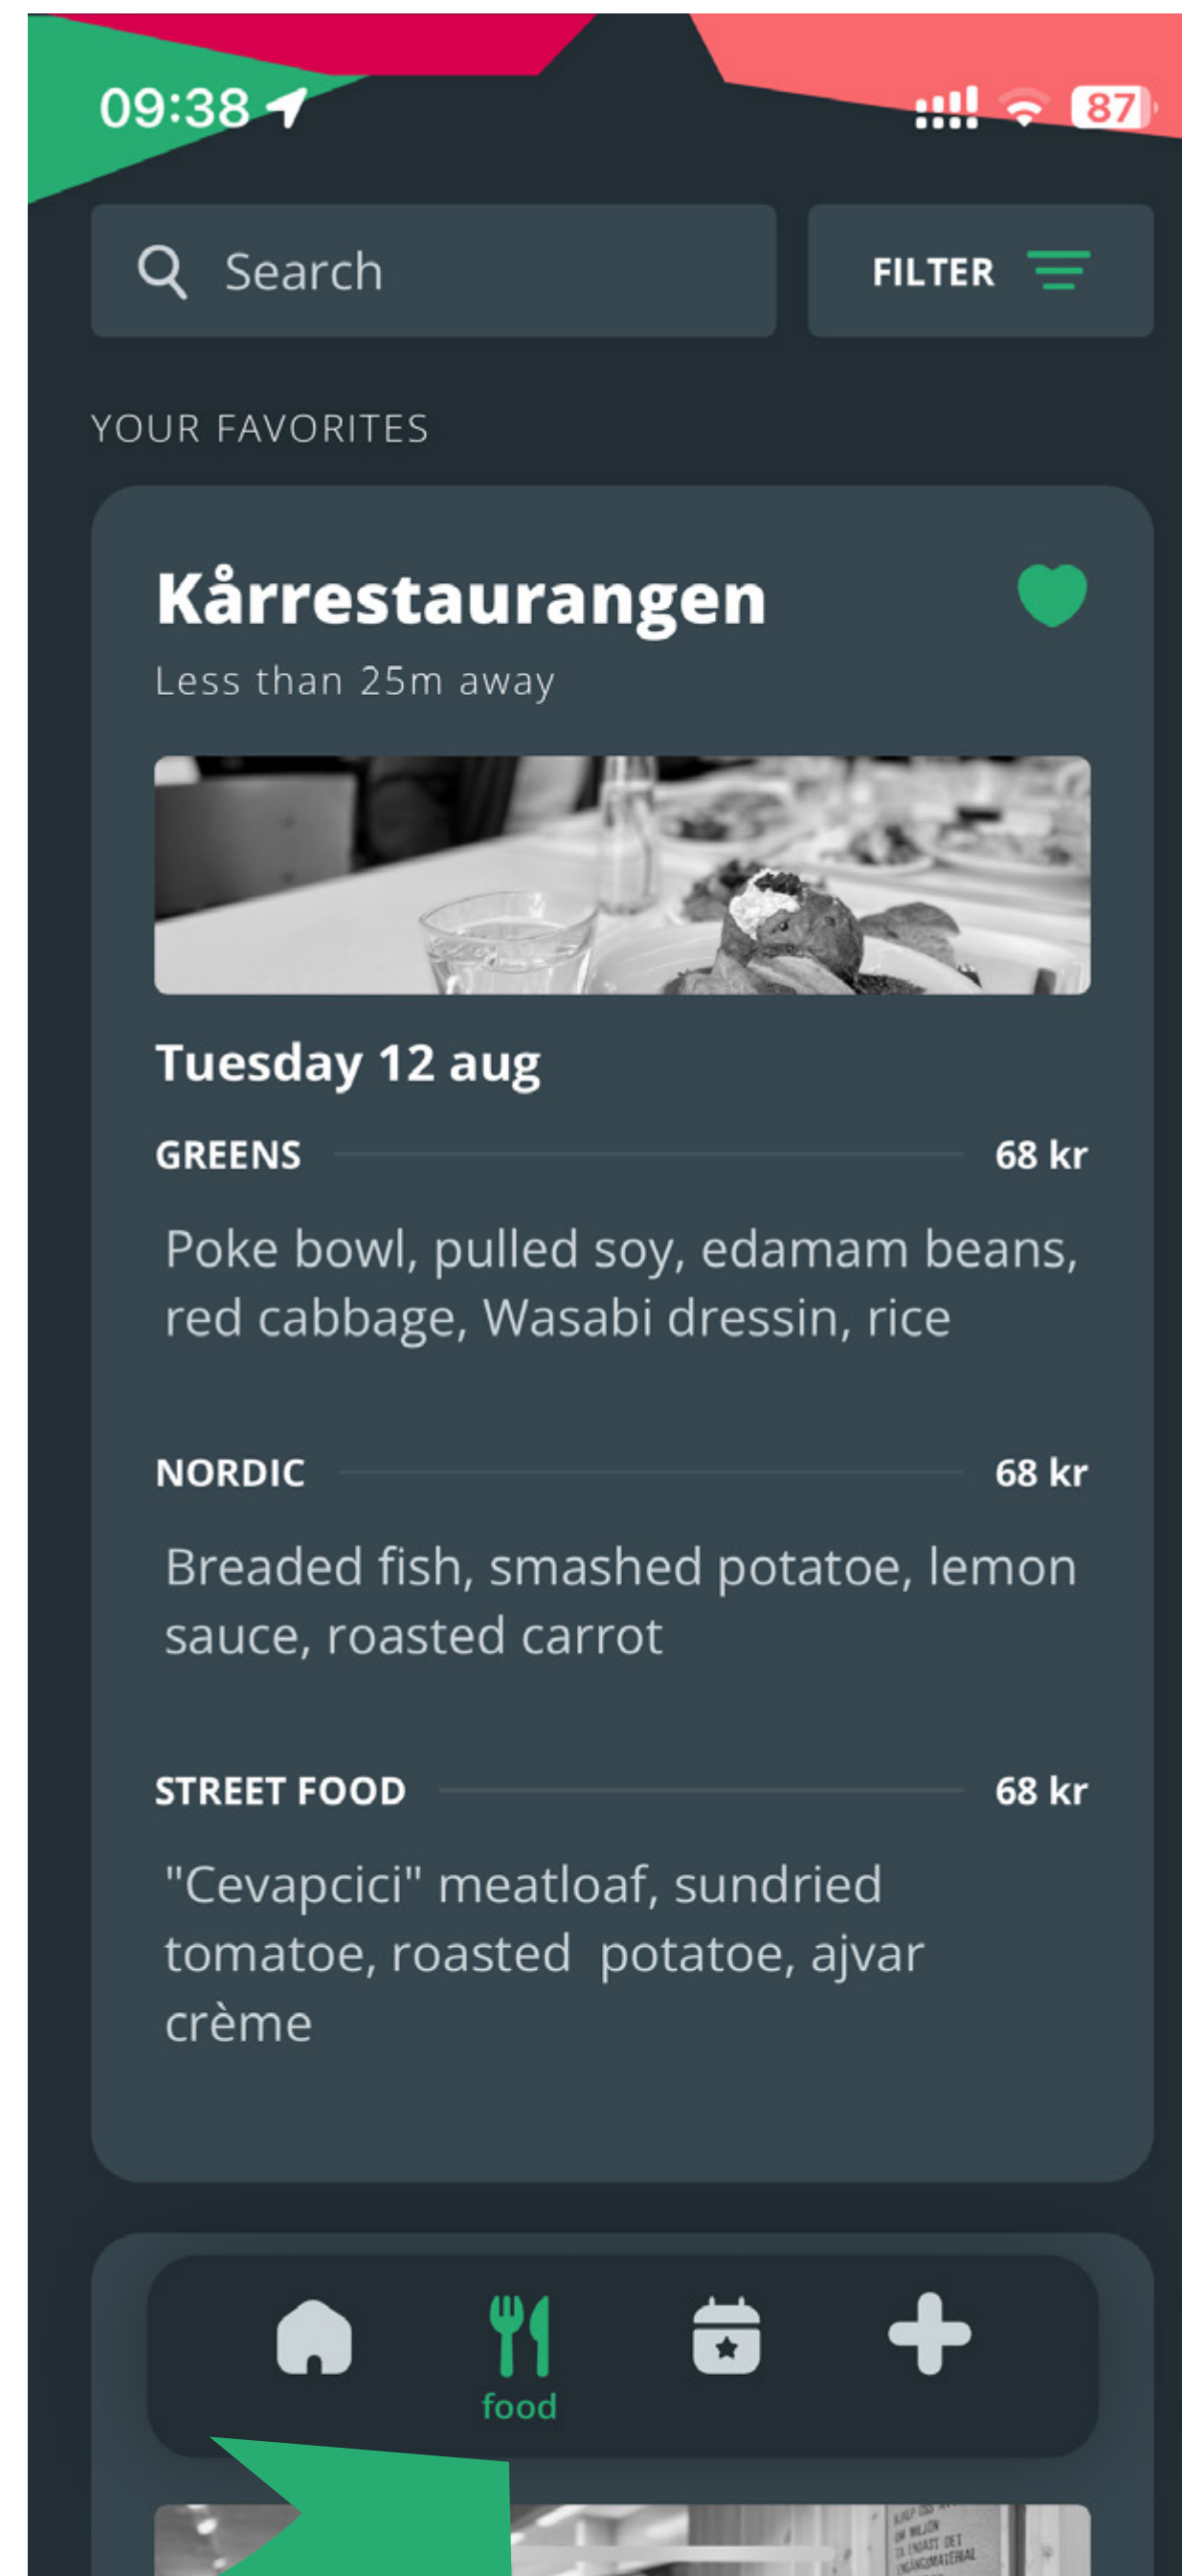 09:38
87
Search
FILTER
YOUR FAVORITES
Kårrestaurangen
Less than 25m away
Tuesday 12 aug
GREENS 68 kr
Poke bowl, pulled soy, edamam beans,
red cabbage, Wasabi dressin, rice
NORDIC 68 kr
Breaded fish, smashed potatoe, lemon
sauce, roasted carrot
STREET FOOD 68 kr
"Cevapcici" meatloaf, sundried
tomatoe, roasted  potatoe, ajvar
crème
food